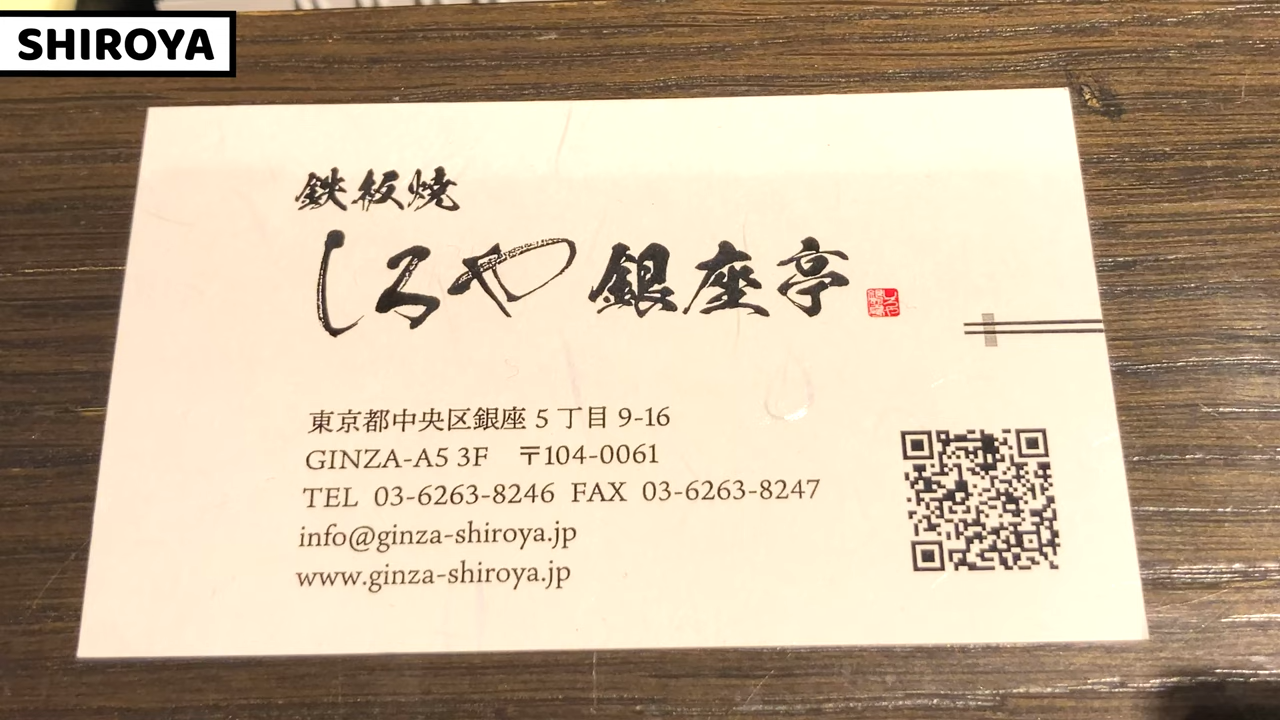 SHIROYA
鉄板焼
しろや 銀座亭
東京都中央区銀座 5 丁目 9-16
GINZA-A5 3F 〒104-0061
TEL 03-6263-8246 FAX 03-6263-8247
info@ginza-shiroya.jp
www.ginza-shiroya.jp